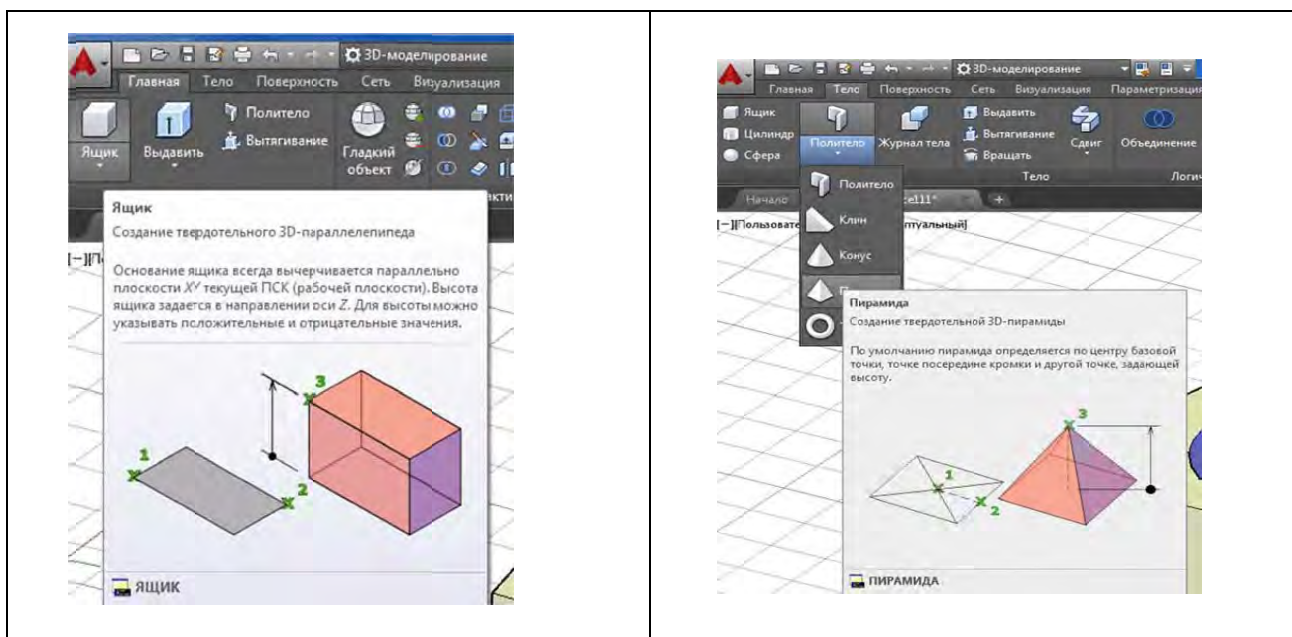 3D-моделирование
Главная Тело Поверхность Сеть Визуализация
Ящик
Выдавить
Политело
Вытягивание
Гладкий
объект
Ящик
Создание твердотельного 3D-параллелепипеда
Основание ящика всегда вычерчивается параллельно
плоскости XY текущей ПСК (рабочей плоскости). Высота
ящика задается в направлении оси Z. Для высоты можно
указывать положительные и отрицательные значения.
1
2
3
ЯЩИК
3D-моделирование
Главная Тело Поверхность Сеть Визуализация Параметризация
Ящик
Цилиндр
Сфера
Политело
Журнал тела
Выдавить
Вытягивание
Вращать
Сдвиг
Объединение
Тело
Логич
Начало
cell1*
[−][Пользовате
птуальный]
Политело
Клин
Конус
Пирамида
Создание твердотельной 3D-пирамиды
По умолчанию пирамида определяется по центру базовой
точки, точке посередине кромки и другой точке, задающей
высоту.
1
2
3
ПИРАМИДА